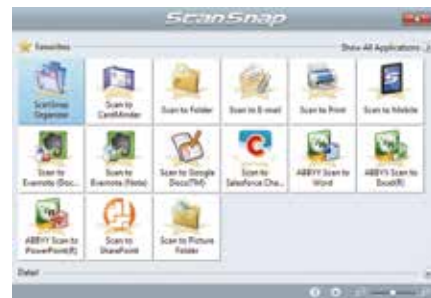 ScanSnap
Favorites
Show All Applications
ScanSnap Organizer
Scan to CardMinder
Scan to Folder
Scan to E-mail
Scan to Print
Scan to Mobile
Scan to Evernote (Doc...
Scan to Evernote (Note)
Scan to Google Docs(TM)
Scan to Salesforce Cha...
ABBYY Scan to Word
ABBYY Scan to Excel(R)
ABBYY Scan to PowerPoint(R)
Scan to SharePoint
Scan to Picture Folder
Detail